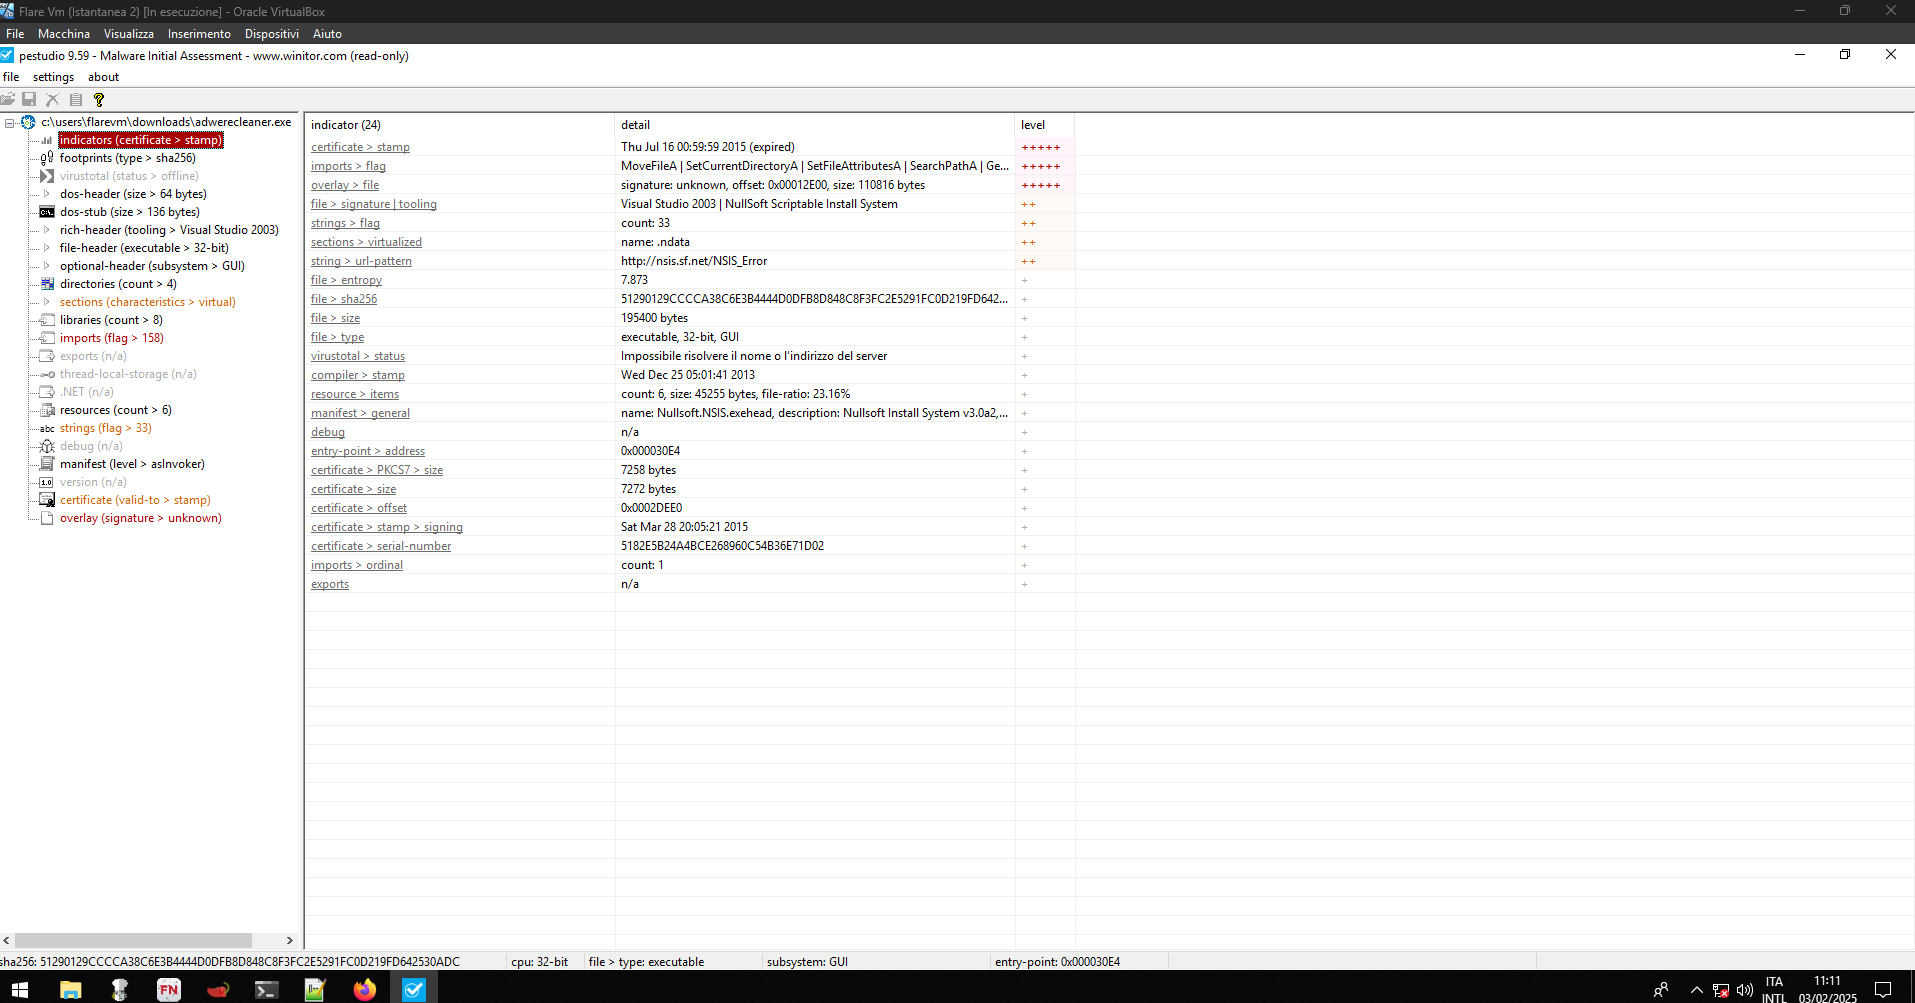 Flare Vm (Istantanea 2) [In esecuzione] - Oracle VirtualBox
File Macchina Visualizza Inserimento Dispositivi Aiuto
pestudio 9.59 - Malware Initial Assessment - www.winitor.com (read-only)
file settings about
c:\users\flarevm\downloads\adwerecleaner.exe
indicators (certificate > stamp)
footprints (type > sha256)
virustotal (status > offline)
dos-header (size > 64 bytes)
dos-stub (size > 136 bytes)
rich-header (tooling > Visual Studio 2003)
file-header (executable > 32-bit)
optional-header (subsystem > GUI)
directories (count > 4)
sections (characteristics > virtual)
libraries (count > 8)
imports (flag > 158)
exports (n/a)
thread-local-storage (n/a)
.NET (n/a)
resources (count > 6)
abc strings (flag > 33)
debug (n/a)
manifest (level > asInvoker)
1.0 version (n/a)
certificate (valid-to > stamp)
overlay (signature > unknown)
indicator (24) detail level
certificate > stamp Thu Jul 16 00:59:59 2015 (expired) +++++
imports > flag MoveFileA | SetCurrentDirectoryA | SetFileAttributesA | SearchPathA | Ge... +++++
overlay > file signature: unknown, offset: 0x00012E00, size: 110816 bytes +++++
file > signature | tooling Visual Studio 2003 | NullSoft Scriptable Install System ++
strings > flag count: 33 ++
sections > virtualized name: .ndata ++
string > url-pattern http://nsis.sf.net/NSIS_Error ++
file > entropy 7.873 +
file > sha256 51290129CCCCA38C6E3B4444D0DFB8D848C8F3FC2E5291FC0D219FD642... +
file > size 195400 bytes +
file > type executable, 32-bit, GUI +
virustotal > status Impossibile risolvere il nome o l'indirizzo del server +
compiler > stamp Wed Dec 25 05:01:41 2013 +
resource > items count: 6, size: 45255 bytes, file-ratio: 23.16% +
manifest > general name: Nullsoft.NSIS.exehead, description: Nullsoft Install System v3.0a2,... +
debug n/a +
entry-point > address 0x000030E4 +
certificate > PKCS7 > size 7258 bytes +
certificate > size 7272 bytes +
certificate > offset 0x0002DEE0 +
certificate > stamp > signing Sat Mar 28 20:05:21 2015 +
certificate > serial-number 5182E5B24A4BCE268960C54B36E71D02 +
imports > ordinal count: 1 +
exports n/a +
sha256: 51290129CCCCA38C6E3B4444D0DFB8D848C8F3FC2E5291FC0D219FD642530ADC cpu: 32-bit file > type: executable subsystem: GUI entry-point: 0x000030E4
FN
ITA
INTL
11:11
03/02/2025